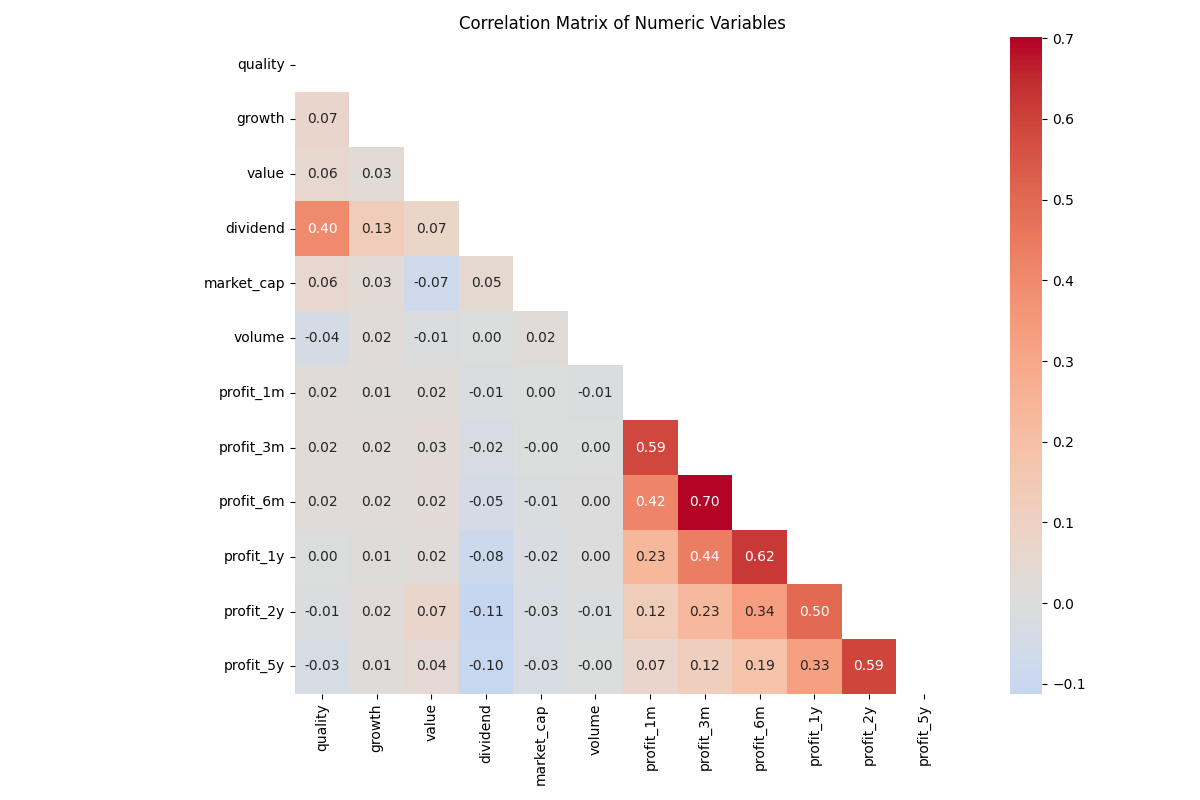 Correlation Matrix of Numeric Variables
quality
growth 0.07
value 0.06 0.03
dividend 0.40 0.13 0.07
market_cap 0.06 0.03 -0.07 0.05
volume -0.04 0.02 -0.01 0.00 0.02
profit_1m 0.02 0.01 0.02 -0.01 0.00 -0.01
profit_3m 0.02 0.02 0.03 -0.02 -0.00 0.00 0.59
profit_6m 0.02 0.02 0.02 -0.05 -0.01 0.00 0.42 0.70
profit_1y 0.00 0.01 0.02 -0.08 -0.02 0.00 0.23 0.44 0.62
profit_2y -0.01 0.02 0.07 -0.11 -0.03 -0.01 0.12 0.23 0.34 0.50
profit_5y -0.03 0.01 0.04 -0.10 -0.03 -0.00 0.07 0.12 0.19 0.33 0.59
quality growth value dividend market_cap volume profit_1m profit_3m profit_6m profit_1y profit_2y profit_5y
0.7
0.6
0.5
0.4
0.3
0.2
0.1
0.0
−0.1